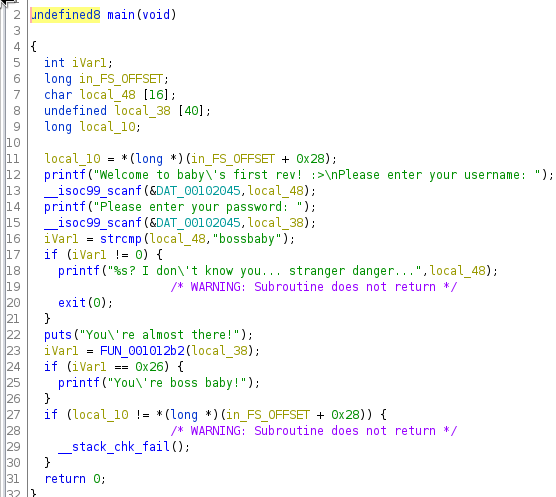 2 undefined8 main(void)
3
4 {
5 int iVar1;
6 long in_FS_OFFSET;
7 char local_48 [16];
8 undefined local_38 [40];
9 long local_10;
10
11 local_10 = *(long *)(in_FS_OFFSET + 0x28);
12 printf("Welcome to baby\'s first rev! :>\nPlease enter your username: ");
13 __isoc99_scanf(&DAT_00102045,local_48);
14 printf("Please enter your password: ");
15 __isoc99_scanf(&DAT_00102045,local_38);
16 iVar1 = strcmp(local_48,"bossbaby");
17 if (iVar1 != 0) {
18 printf("%s? I don\'t know you... stranger danger...",local_48);
19 /* WARNING: Subroutine does not return */
20 exit(0);
21 }
22 puts("You\'re almost there!");
23 iVar1 = FUN_001012b2(local_38);
24 if (iVar1 == 0x26) {
25 printf("You\'re boss baby!");
26 }
27 if (local_10 != *(long *)(in_FS_OFFSET + 0x28)) {
28 /* WARNING: Subroutine does not return */
29 __stack_chk_fail();
30 }
31 return 0;
32 }